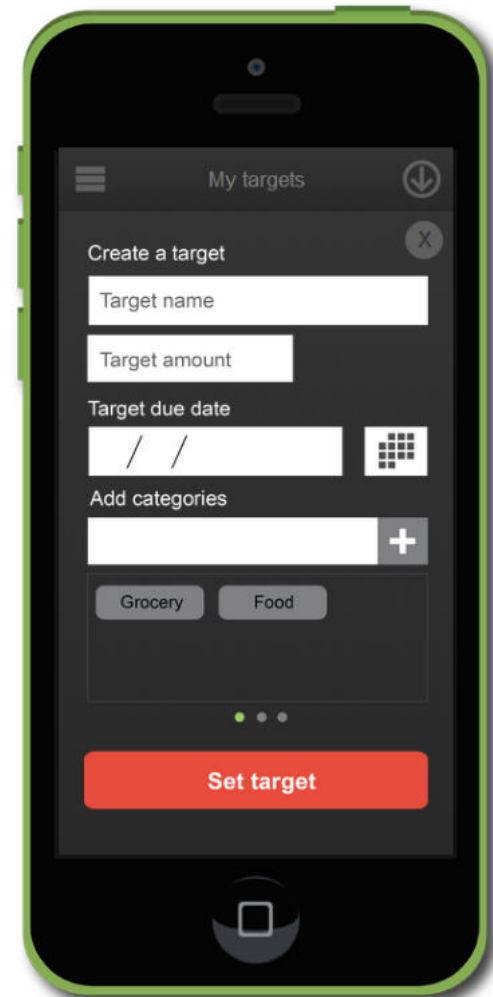 My targets
X
Create a target
Target name
Target amount
Target due date
/ /
Add categories
+
Grocery Food
Set target